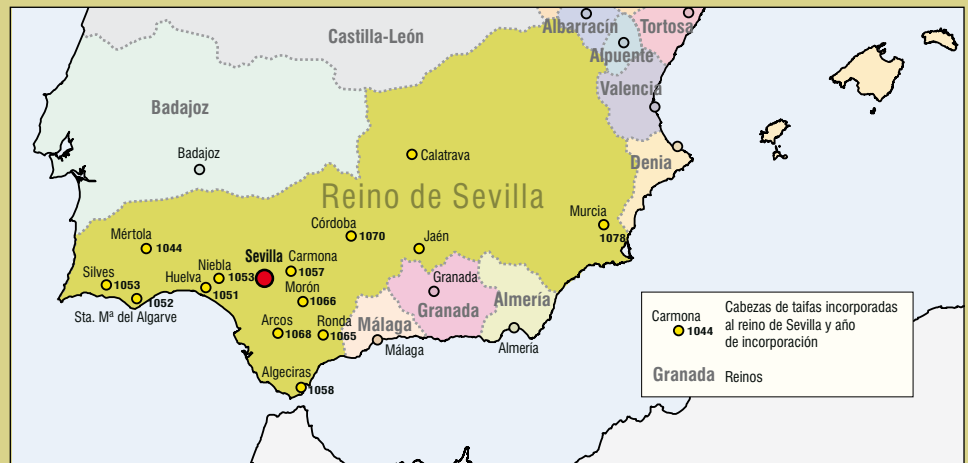 Castilla-León
Albarracín
Tortosa
Alpuente
Valencia
Badajoz
Badajoz
Calatrava
Denia
Reino de Sevilla
Murcia
1078
Córdoba
1070
Jaén
Mértola
1044
Sevilla
Carmona
1057
Niebla
1053
Silves
1053
Huelva
1051
Morón
1066
1052
Sta. Mª del Algarve
Granada
Granada
Almería
Arcos
1068
Ronda
1065
Málaga
Málaga
Almería
Algeciras
1058
Carmona
1044
Cabezas de taifas incorporadas
al reino de Sevilla y año
de incorporación
Granada Reinos